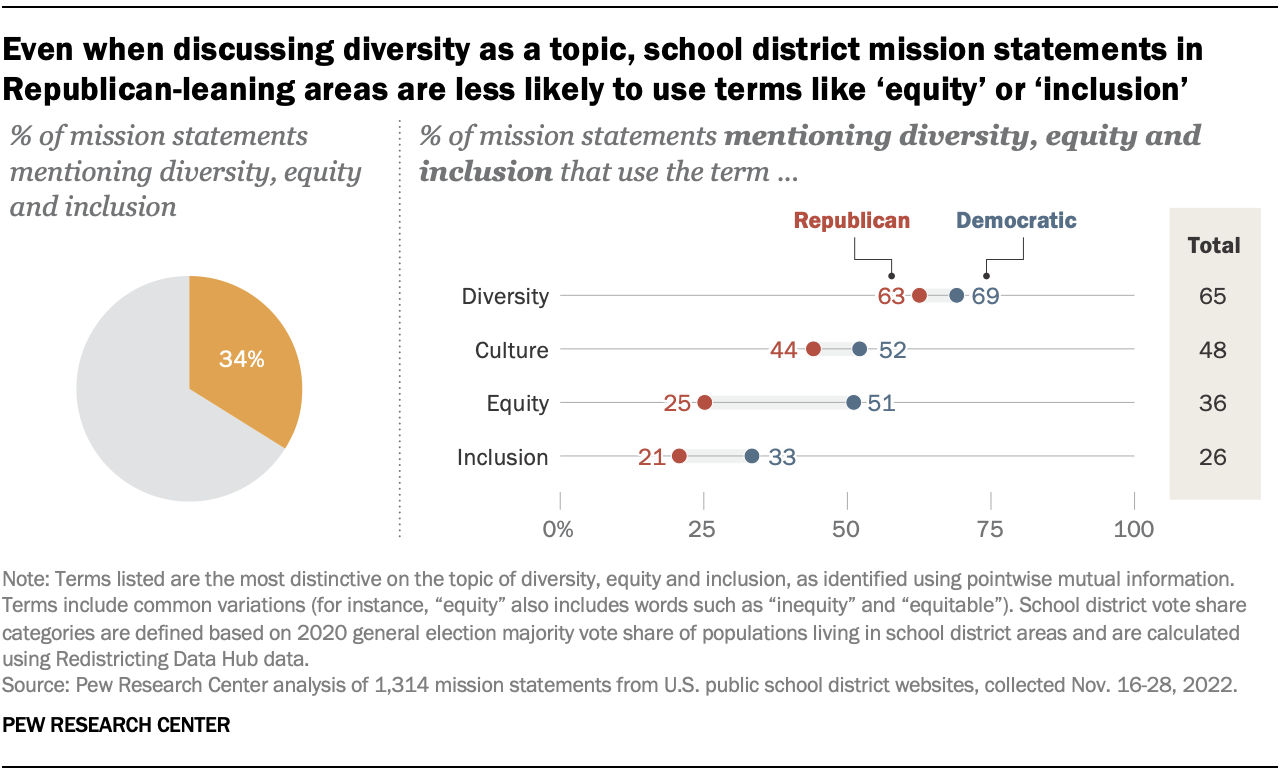 Even when discussing diversity as a topic, school district mission statements in
Republican-leaning areas are less likely to use terms like ‘equity’ or ‘inclusion’
% of mission statements
mentioning diversity, equity
and inclusion
34%
% of mission statements mentioning diversity, equity and
inclusion that use the term ...
Republican Democratic Total
Diversity 63 69 65
Culture 44 52 48
Equity 25 51 36
Inclusion 21 33 26
0% 25 50 75 100
Note: Terms listed are the most distinctive on the topic of diversity, equity and inclusion, as identified using pointwise mutual information.
Terms include common variations (for instance, “equity” also includes words such as “inequity” and “equitable”). School district vote share
categories are defined based on 2020 general election majority vote share of populations living in school district areas and are calculated
using Redistricting Data Hub data.
Source: Pew Research Center analysis of 1,314 mission statements from U.S. public school district websites, collected Nov. 16-28, 2022.
PEW RESEARCH CENTER